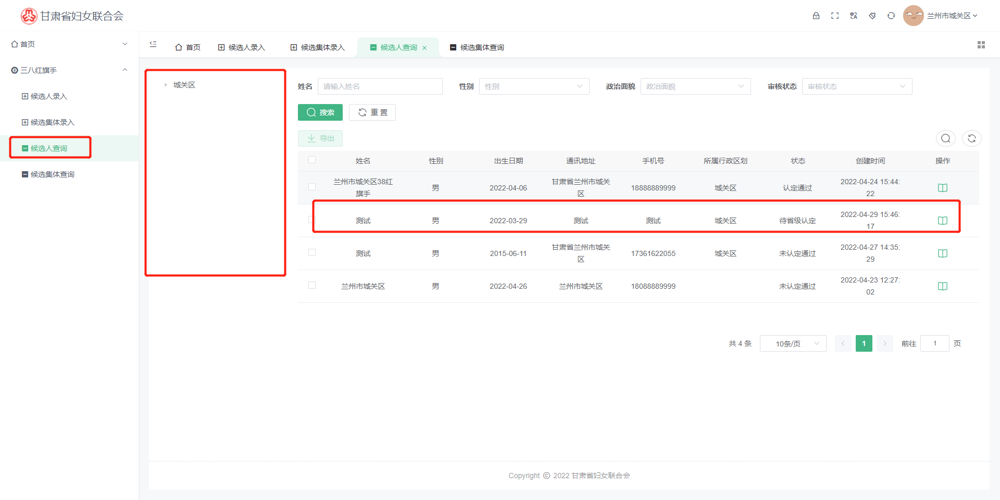 甘肃省妇女联合会
兰州市城关区
首页
三八红旗手
候选人录入
候选集体录入
候选人查询
候选集体查询
首页 候选人录入 候选集体录入 候选人查询 候选集体查询
城关区
姓名 请输入姓名 性别 性别 政治面貌 政治面貌 审核状态 审核状态
搜索 重 置
导出
姓名 性别 出生日期 通讯地址 手机号 所属行政区划 状态 创建时间 操作
兰州市城关区38红旗手 男 2022-04-06 甘肃省兰州市城关区 18888889999 城关区 认定通过 2022-04-24 15:44:22
测试 男 2022-03-29 测试 测试 城关区 待省级认定 2022-04-29 15:46:17
测试 男 2015-06-11 甘肃省兰州市城关区 17361622055 城关区 未认定通过 2022-04-27 14:35:29
兰州市城关区 男 2022-04-26 兰州市城关区 18088889999 未认定通过 2022-04-23 12:27:02
共 4 条 10条/页 1 前往 1 页
Copyright © 2022 甘肃省妇女联合会